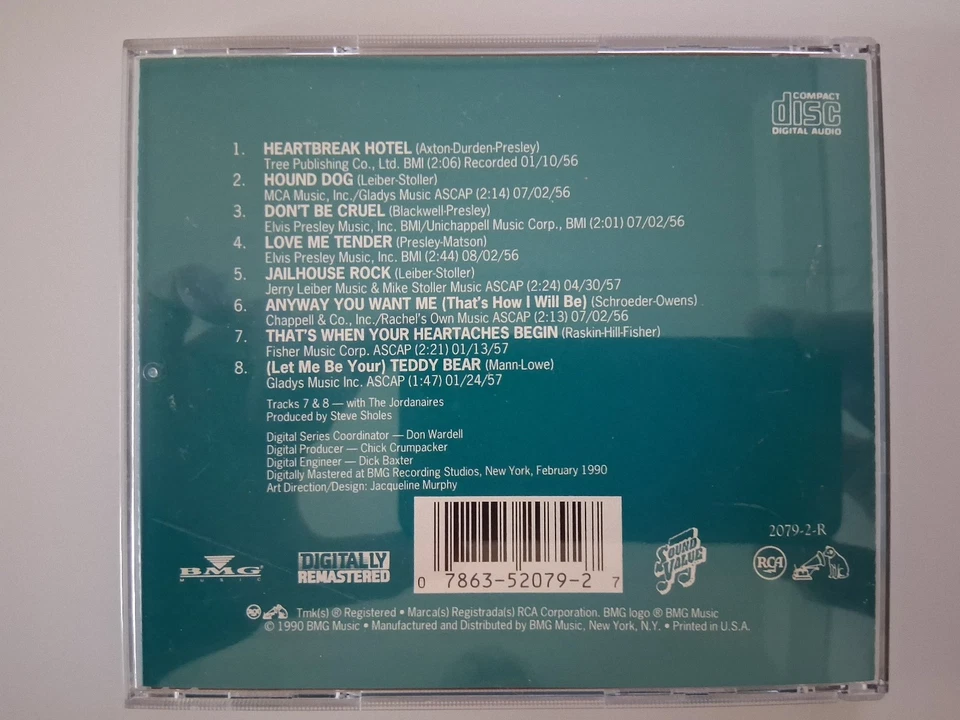 COMPACT
disc
DIGITAL AUDIO
1. HEARTBREAK HOTEL (Axton-Durden-Presley)
Tree Publishing Co., Ltd. BMI (2:06) Recorded 01/10/56
2. HOUND DOG (Leiber-Stoller)
MCA Music, Inc./Gladys Music ASCAP (2:14) 07/02/56
3. DON'T BE CRUEL (Blackwell-Presley)
Elvis Presley Music, Inc. BMI/Unichappell Music Corp., BMI (2:01) 07/02/56
4. LOVE ME TENDER (Presley-Matson)
Elvis Presley Music, Inc. BMI (2:44) 08/02/56
5. JAILHOUSE ROCK (Leiber-Stoller)
Jerry Leiber Music & Mike Stoller Music ASCAP (2:24) 04/30/57
6. ANYWAY YOU WANT ME (That's How I Will Be) (Schroeder-Owens)
Chappell & Co., Inc./Rachel's Own Music ASCAP (2:13) 07/02/56
7. THAT'S WHEN YOUR HEARTACHES BEGIN (Raskin-Hill-Fisher)
Fisher Music Corp. ASCAP (2:21) 01/13/57
8. (Let Me Be Your) TEDDY BEAR (Mann-Lowe)
Gladys Music Inc. ASCAP (1:47) 01/24/57
Tracks 7 & 8 — with The Jordanaires
Produced by Steve Sholes
Digital Series Coordinator — Don Wardell
Digital Producer — Chick Crumpacker
Digital Engineer — Dick Baxter
Digitally Mastered at BMG Recording Studios, New York, February 1990
Art Direction/Design: Jacqueline Murphy
2079-2-R
BMG
MUSIC
DIGITALLY
REMASTERED
0 7863-52079-2 7
SOUND
VALUE
RCA
Tmk(s) ® Registered • Marca(s) Registrada(s) RCA Corporation. BMG logo ® BMG Music
© 1990 BMG Music • Manufactured and Distributed by BMG Music, New York, N.Y. • Printed in U.S.A.